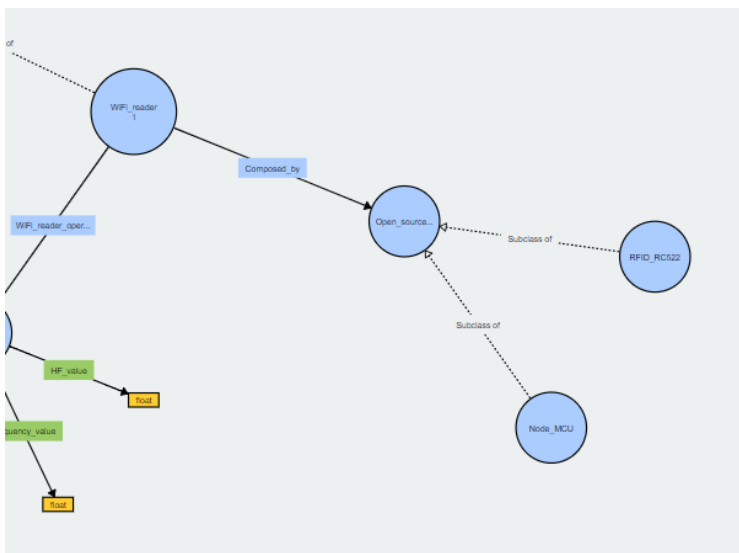 of
WIFI_reader
1
Composed_by
WIFI_reader_oper...
Open_source...
Subclass of
RFID_RC522
Subclass of
HF_value
float
Node_MCU
quency_value
float